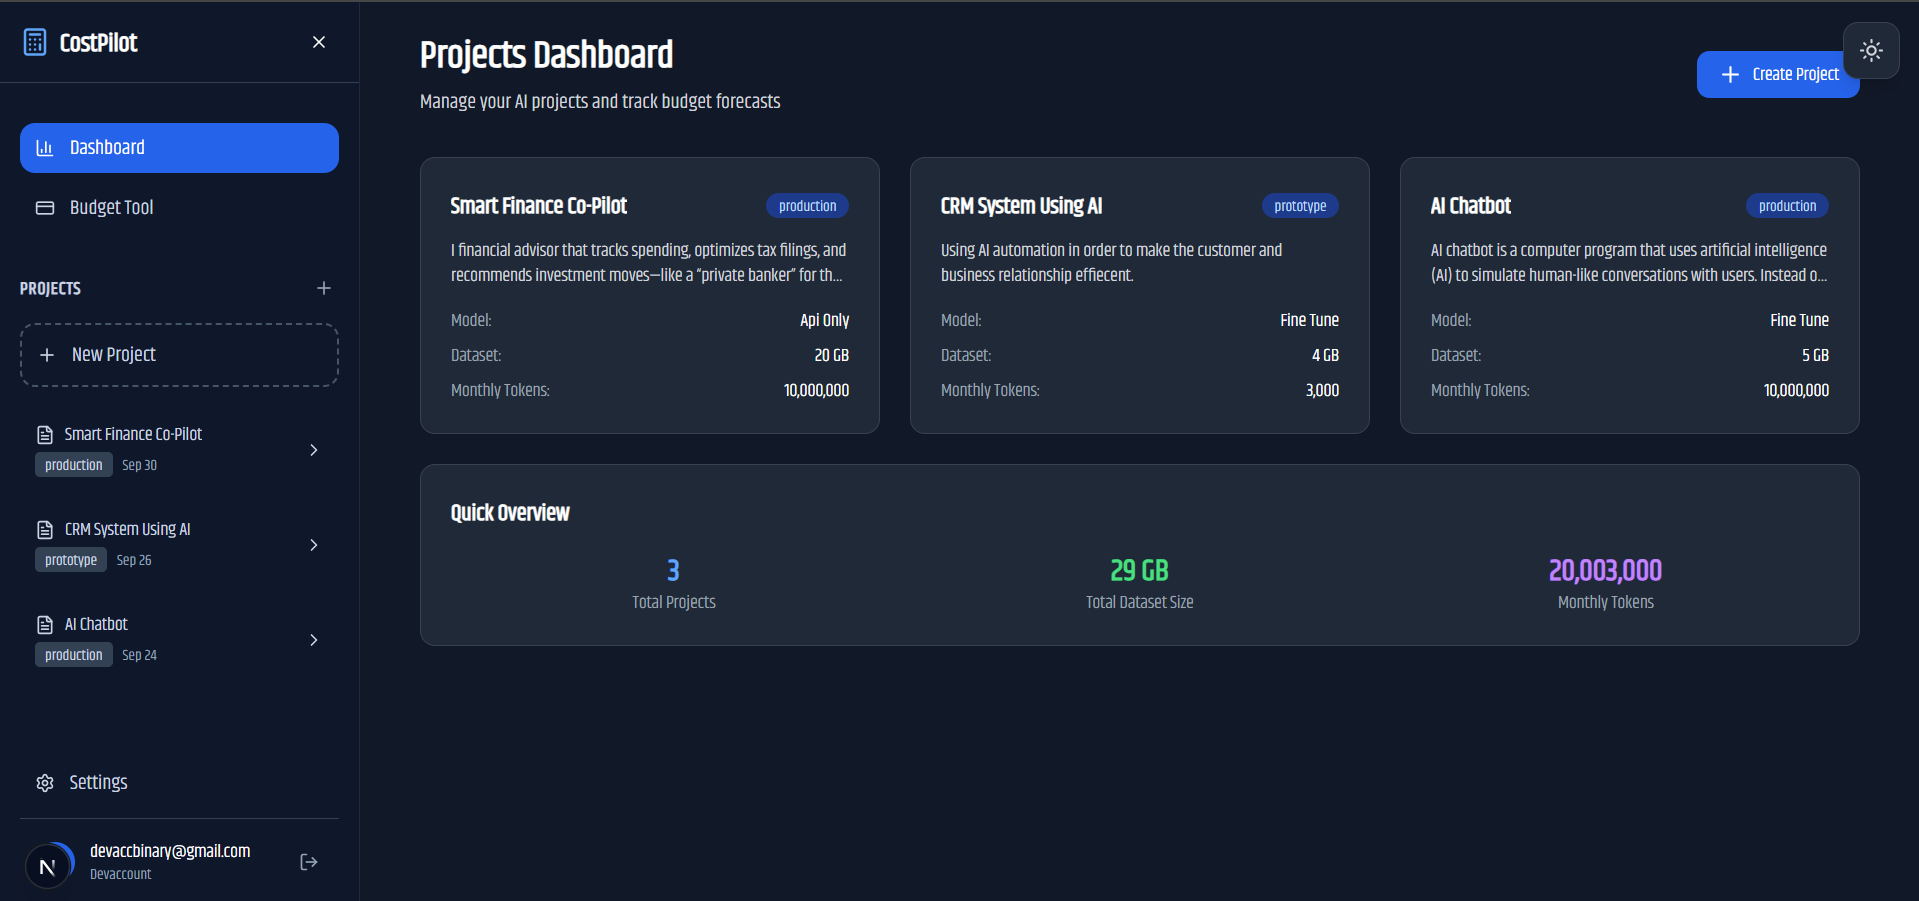 CostPilot
Dashboard
Budget Tool
PROJECTS
New Project
Smart Finance Co-Pilot
production Sep 30
CRM System Using AI
prototype Sep 26
AI Chatbot
production Sep 24
Settings
N
devaccbinary@gmail.com
Devaccount
Projects Dashboard
Manage your AI projects and track budget forecasts
Create Project
Smart Finance Co-Pilot production
I financial advisor that tracks spending, optimizes tax filings, and
recommends investment moves—like a “private banker” for th...
Model: Api Only
Dataset: 20 GB
Monthly Tokens: 10,000,000
CRM System Using AI prototype
Using AI automation in order to make the customer and
business relationship effiecent.
Model: Fine Tune
Dataset: 4 GB
Monthly Tokens: 3,000
AI Chatbot production
AI chatbot is a computer program that uses artificial intelligence
(AI) to simulate human-like conversations with users. Instead o...
Model: Fine Tune
Dataset: 5 GB
Monthly Tokens: 10,000,000
Quick Overview
3
Total Projects
29 GB
Total Dataset Size
20,003,000
Monthly Tokens